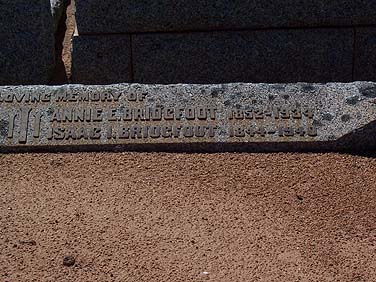 LOVING MEMORY OF
ANNIE E. BRIDGFOOT 1852-1934
ISAAC I. BRIDGFOOT 1844-1940